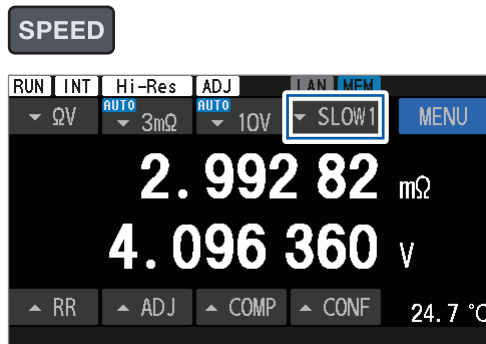 SPEED
RUN INT Hi-Res ADJ LAN MEM
ΩV AUTO 3mΩ AUTO 10V SLOW1 MENU
2.992 82 mΩ
4.096 360 V
RR ADJ COMP CONF 24.7 °C